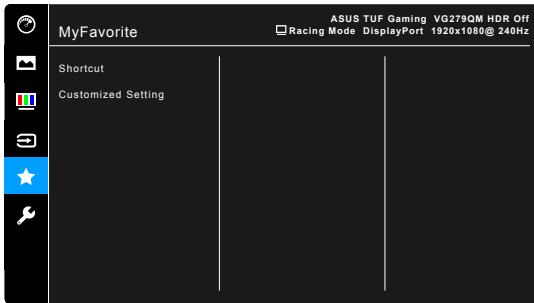 MyFavorite
ASUS TUF Gaming VG279QM HDR Off
Racing Mode DisplayPort 1920x1080@ 240Hz
Shortcut
Customized Setting